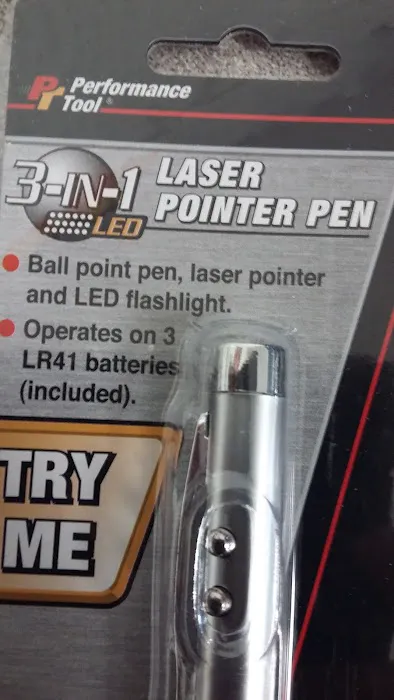 Performance
Tool®
3-IN-1
LED
LASER
POINTER PEN
Ball point pen, laser pointer
and LED flashlight.
Operates on 3
LR41 batteries
(included).
TRY
ME